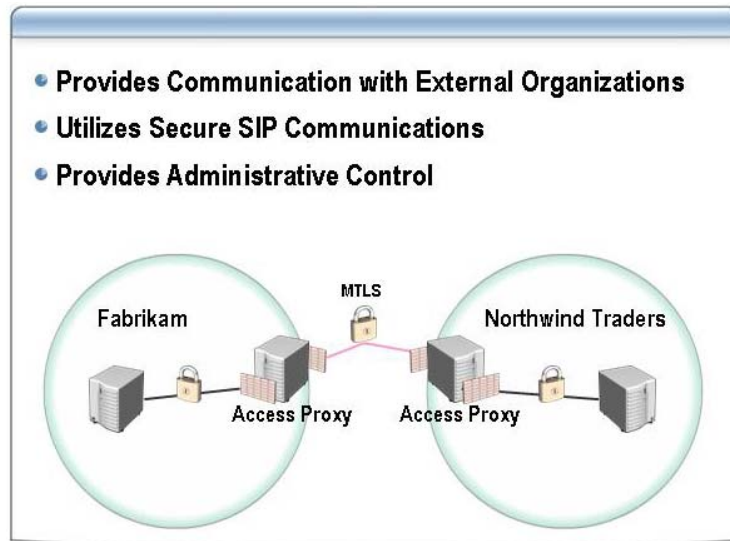 Provides Communication with External Organizations
Utilizes Secure SIP Communications
Provides Administrative Control
MTLS
Fabrikam
Northwind Traders
Access Proxy
Access Proxy